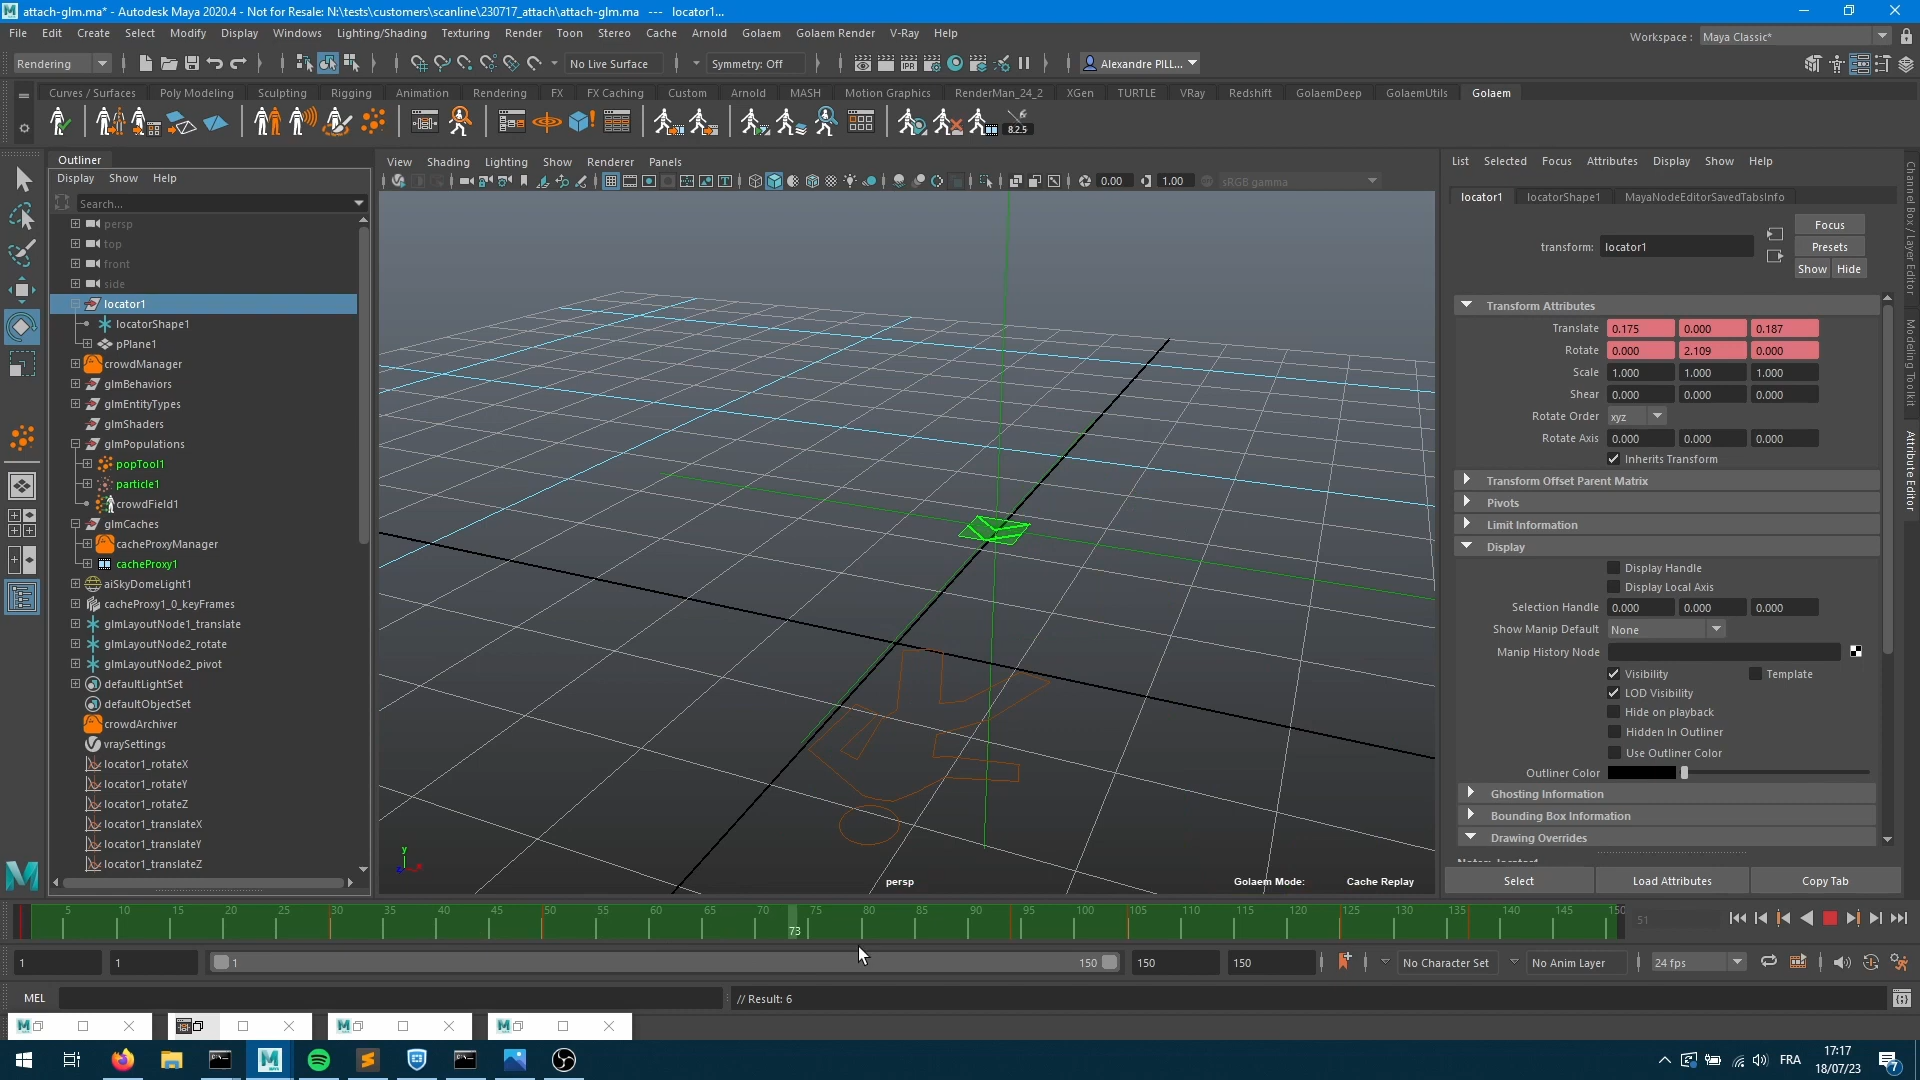 attach-glm.ma* - Autodesk Maya 2020.4 - Not for Resale: N:\tests\customers\scanline\230717_attach\attach-glm.ma --- locator1...
File Edit Create Select Modify Display Windows Lighting/Shading Texturing Render Toon Stereo Cache Arnold Golaem Golaem Render V-Ray Help
Workspace : Maya Classic*
Rendering No Live Surface Symmetry: Off Alexandre PILL...
Curves / Surfaces Poly Modeling Sculpting Rigging Animation Rendering FX FX Caching Custom Arnold MASH Motion Graphics RenderMan_24_2 XGen TURTLE VRay Redshift GolaemDeep GolaemUtils Golaem
IPR
8.2.5
Outliner
Display Show Help
Search...
persp
top
front
side
locator1
locatorShape1
pPlane1
crowdManager
glmBehaviors
glmEntityTypes
glmShaders
glmPopulations
popTool1
particle1
crowdField1
glmCaches
cacheProxyManager
cacheProxy1
aiSkyDomeLight1
cacheProxy1_0_keyFrames
glmLayoutNode1_translate
glmLayoutNode2_rotate
glmLayoutNode2_pivot
defaultLightSet
defaultObjectSet
crowdArchiver
vraySettings
locator1_rotateX
locator1_rotateY
locator1_rotateZ
locator1_translateX
locator1_translateY
locator1_translateZ
View Shading Lighting Show Renderer Panels
0.00 1.00 sRGB gamma
y
persp
Golaem Mode: Cache Replay
List Selected Focus Attributes Display Show Help
locator1 locatorShape1 MayaNodeEditorSavedTabsInfo
transform: locator1
Focus
Presets
Show Hide
Transform Attributes
Translate 0.175 0.000 0.187
Rotate 0.000 2.109 0.000
Scale 1.000 1.000 1.000
Shear 0.000 0.000 0.000
Rotate Order xyz
Rotate Axis 0.000 0.000 0.000
Inherits Transform
Transform Offset Parent Matrix
Pivots
Limit Information
Display
Display Handle
Display Local Axis
Selection Handle 0.000 0.000 0.000
Show Manip Default None
Manip History Node
Visibility Template
LOD Visibility
Hide on playback
Hidden In Outliner
Use Outliner Color
Outliner Color
Ghosting Information
Bounding Box Information
Drawing Overrides
Select Load Attributes Copy Tab
Channel Box / Layer Editor
Modeling Toolkit
Attribute Editor
5 10 15 20 25 30 35 40 45 50 55 60 65 70 75 80 85 90 95 100 105 110 115 120 125 130 135 140 145 150
73
51
1 1 1 150 150 150 No Character Set No Anim Layer 24 fps
MEL // Result: 6
FRA
17:17
18/07/23
7